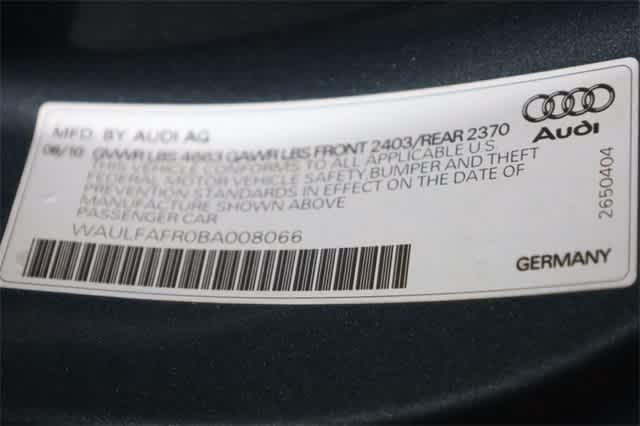 MFD. BY AUDI AG
08/10 GVWR LBS 4663 GAWR LBS FRONT 2403/REAR 2370
THIS VEHICLE CONFORMS TO ALL APPLICABLE U.S
FEDERAL MOTOR VEHICLE SAFETY,BUMPER AND THEFT
PREVENTION STANDARDS IN EFFECT ON THE DATE OF
MANUFACTURE SHOWN ABOVE
PASSENGER CAR
WAULFAFR0BA008066
Audi
2650404
GERMANY